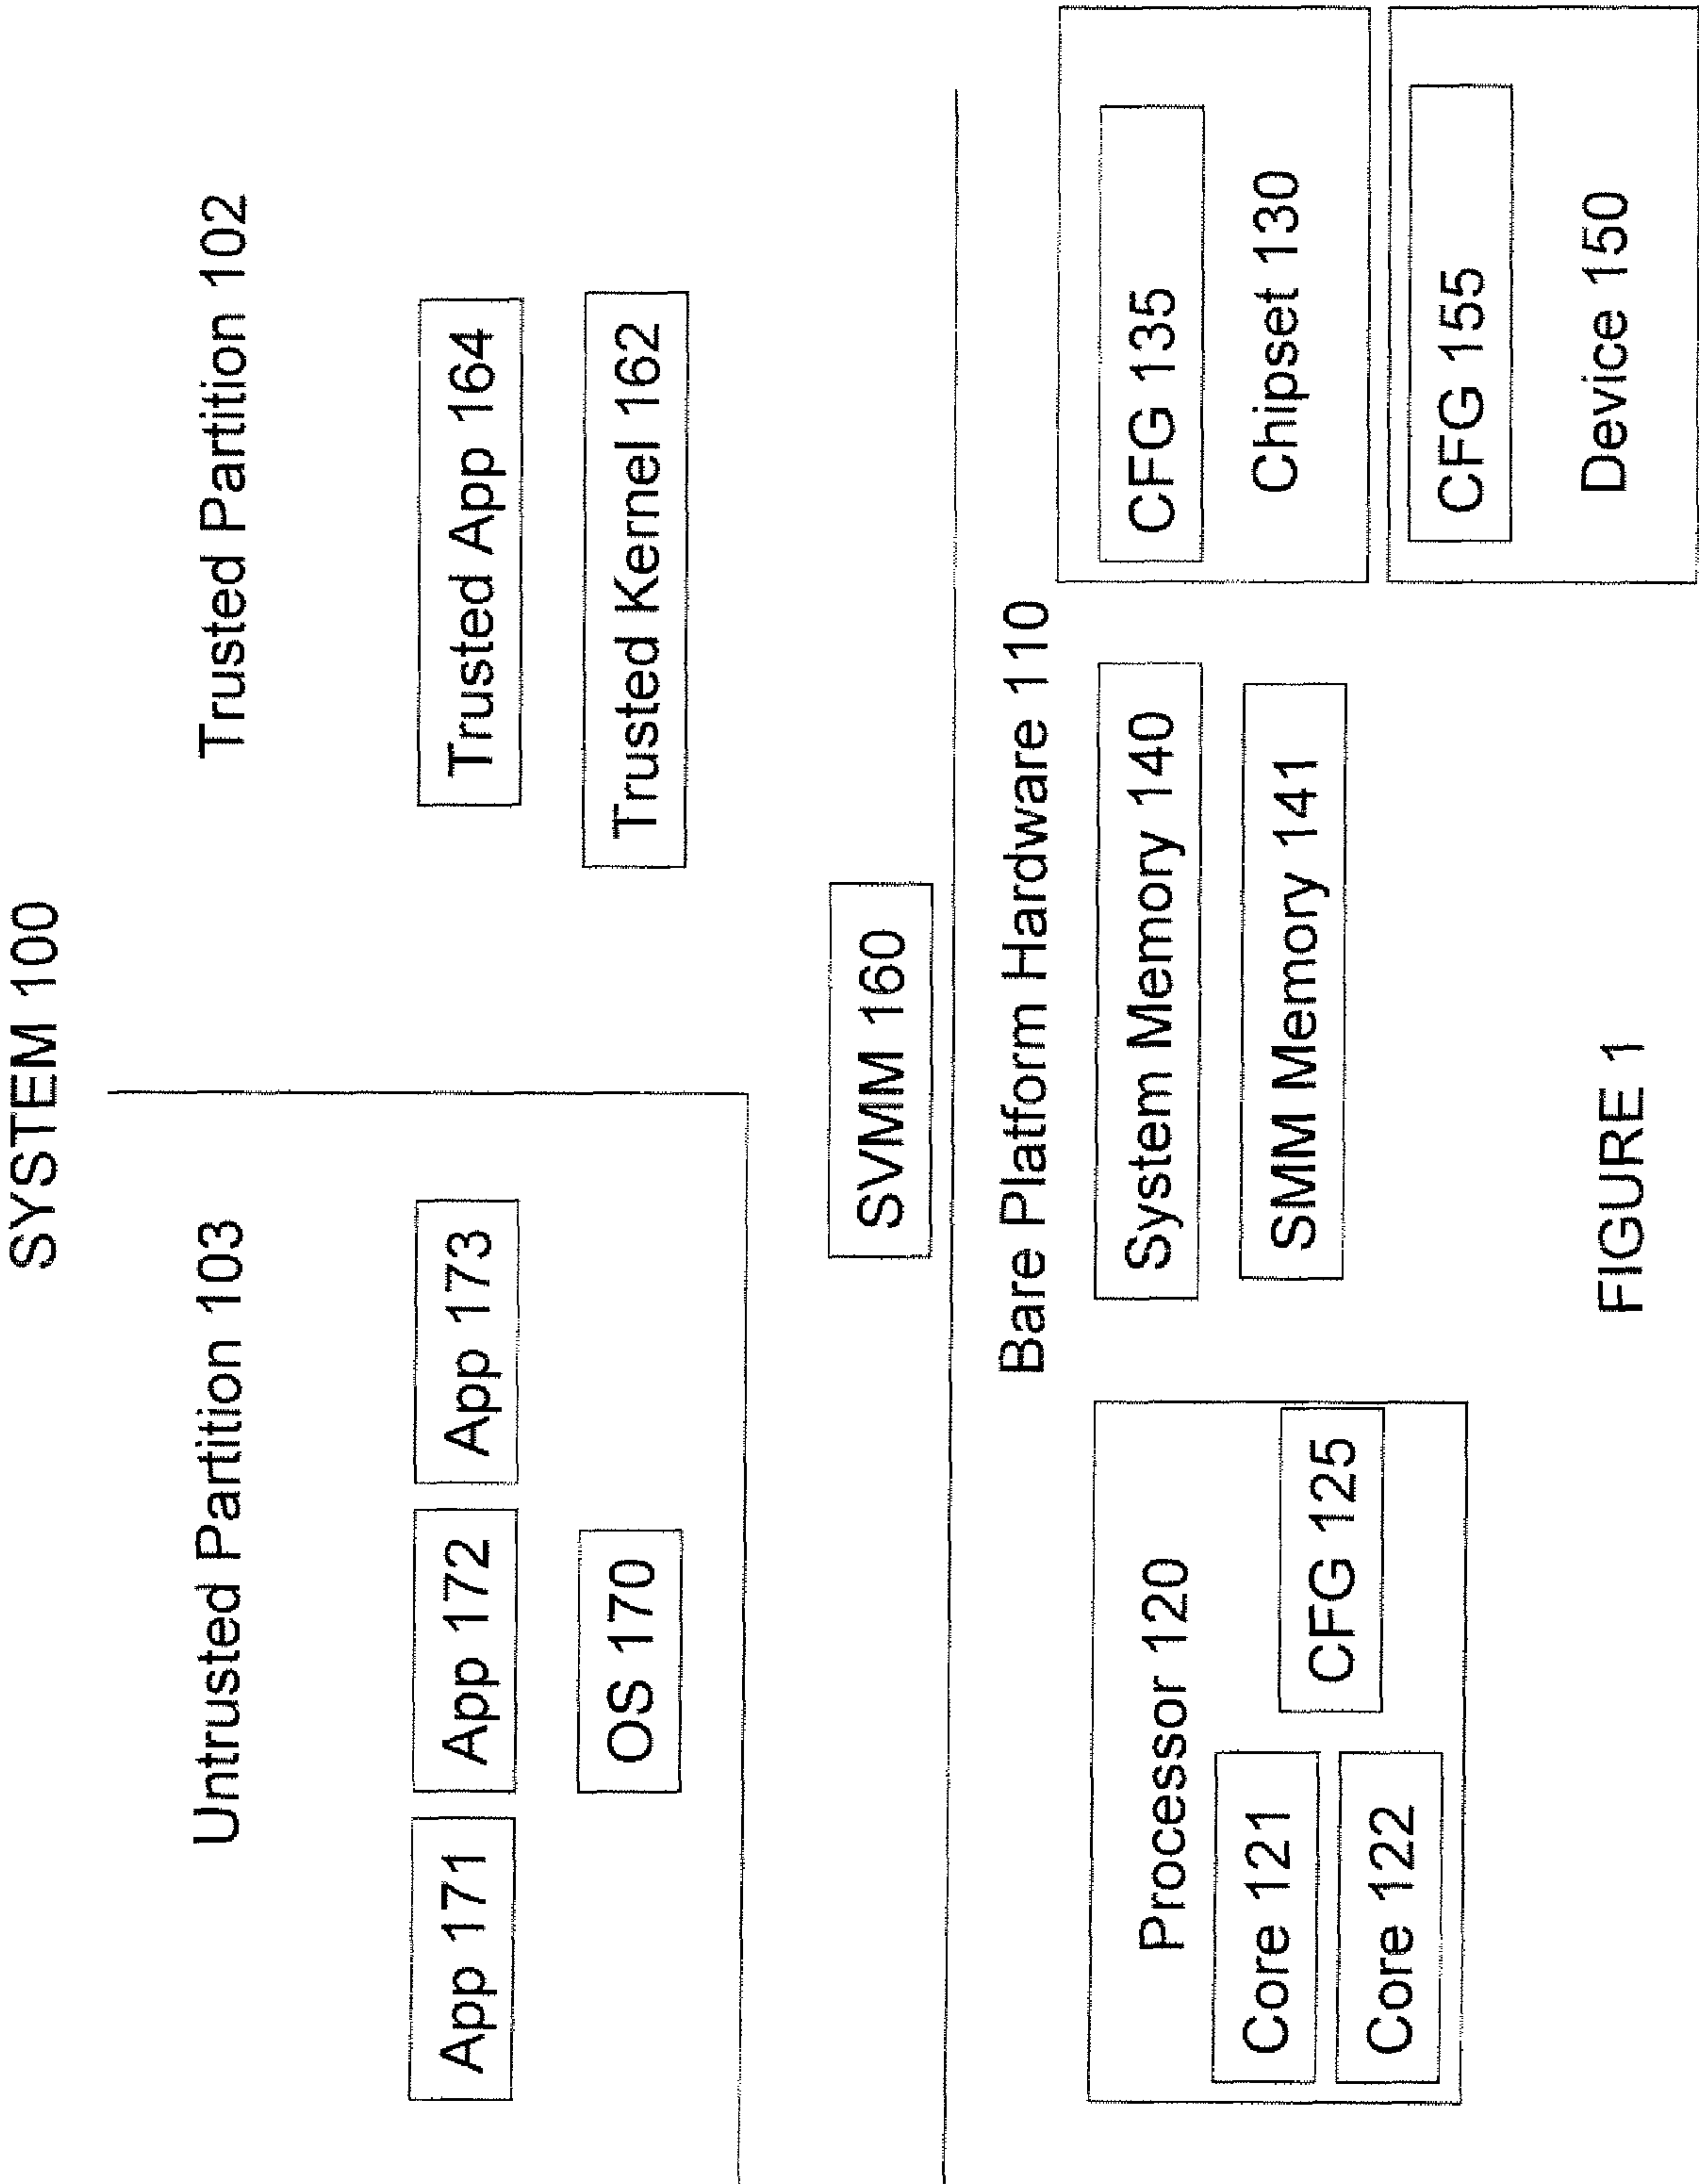 SYSTEM 100
Untrusted Partition 103
Trusted Partition 102
App 171
App 172
App 173
Trusted App 164
OS 170
Trusted Kernel 162
SVMM 160
Bare Platform Hardware 110
Processor 120
Core 121
Core 122
CFG 125
System Memory 140
SMM Memory 141
CFG 135
Chipset 130
CFG 155
Device 150
FIGURE 1